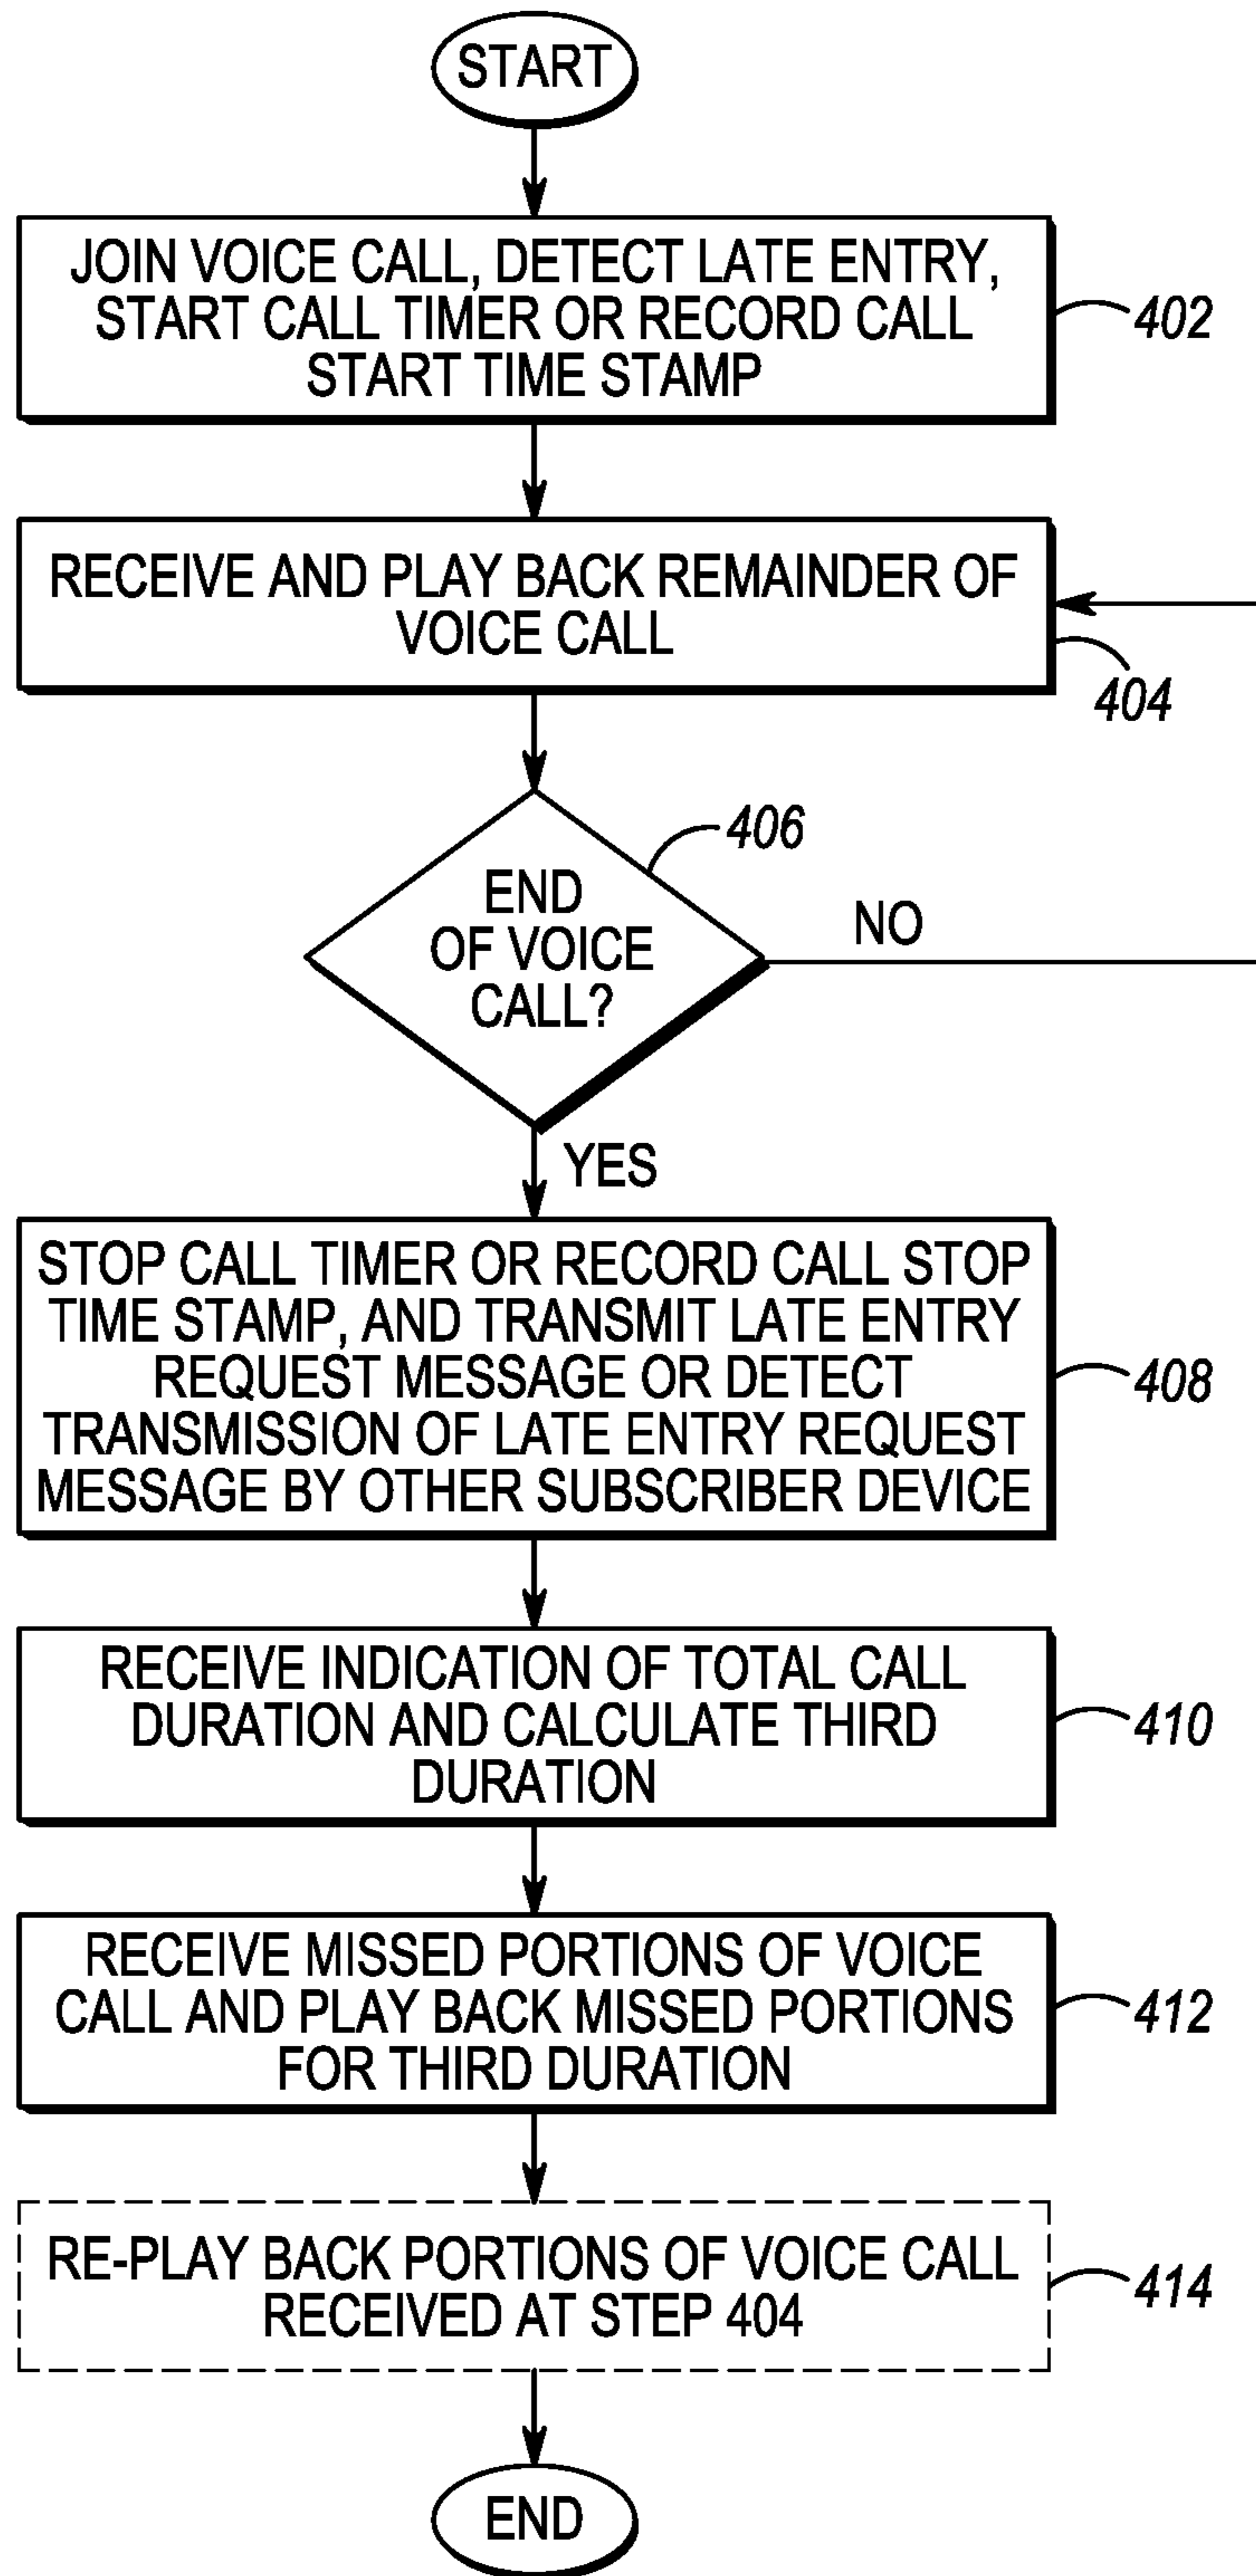 START
JOIN VOICE CALL, DETECT LATE ENTRY,
START CALL TIMER OR RECORD CALL
START TIME STAMP
402
RECEIVE AND PLAY BACK REMAINDER OF
VOICE CALL
404
406
END
OF VOICE
CALL?
NO
YES
STOP CALL TIMER OR RECORD CALL STOP
TIME STAMP, AND TRANSMIT LATE ENTRY
REQUEST MESSAGE OR DETECT
TRANSMISSION OF LATE ENTRY REQUEST
MESSAGE BY OTHER SUBSCRIBER DEVICE
408
RECEIVE INDICATION OF TOTAL CALL
DURATION AND CALCULATE THIRD
DURATION
410
RECEIVE MISSED PORTIONS OF VOICE
CALL AND PLAY BACK MISSED PORTIONS
FOR THIRD DURATION
412
RE-PLAY BACK PORTIONS OF VOICE CALL
RECEIVED AT STEP 404
414
END